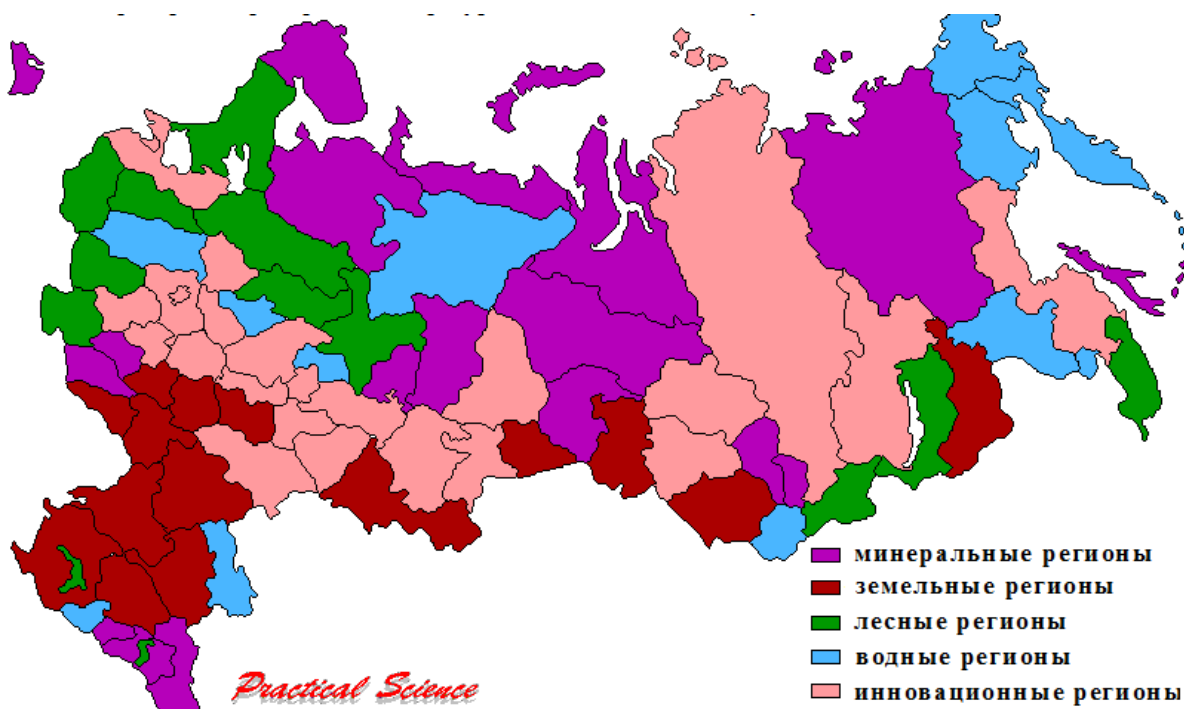 минеральные регионы
земельные регионы
лесные регионы
водные регионы
Practical Science
инновационные регионы